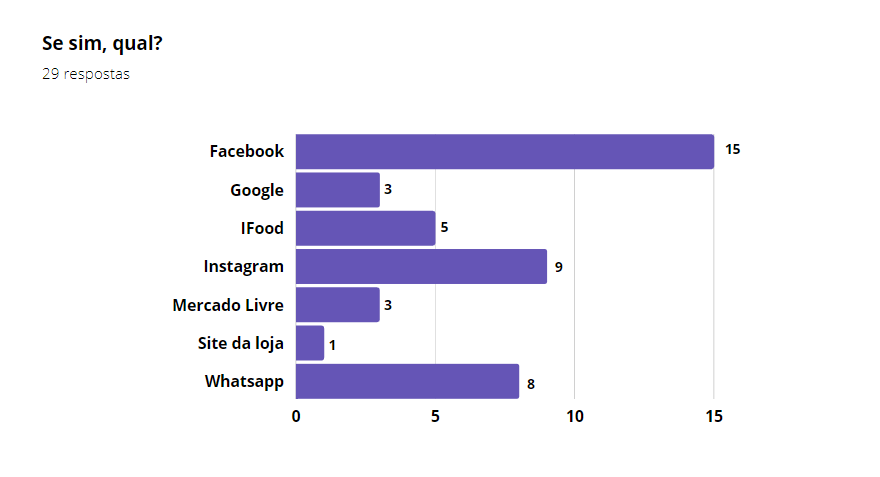 Se sim, qual?
29 respostas
Facebook 15
Google 3
IFood 5
Instagram 9
Mercado Livre 3
Site da loja 1
Whatsapp 8
0 5 10 15